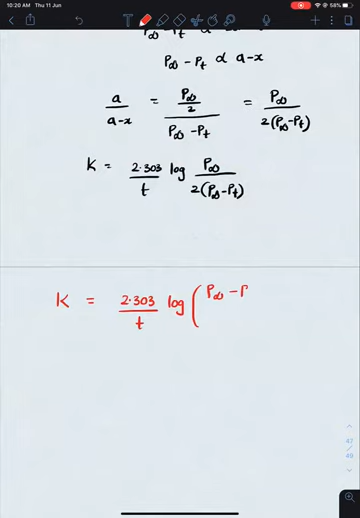 10:20 AM Thu 11 Jun
P∞ - Pt ∝ a-x
a/(a-x) = (P∞/2)/(P∞ - Pt) = P∞/(2(P∞-Pt))
K = 2.303/t log P∞/(2(P∞-Pt))
K = 2.303/t log (P∞ - P
47
/
49